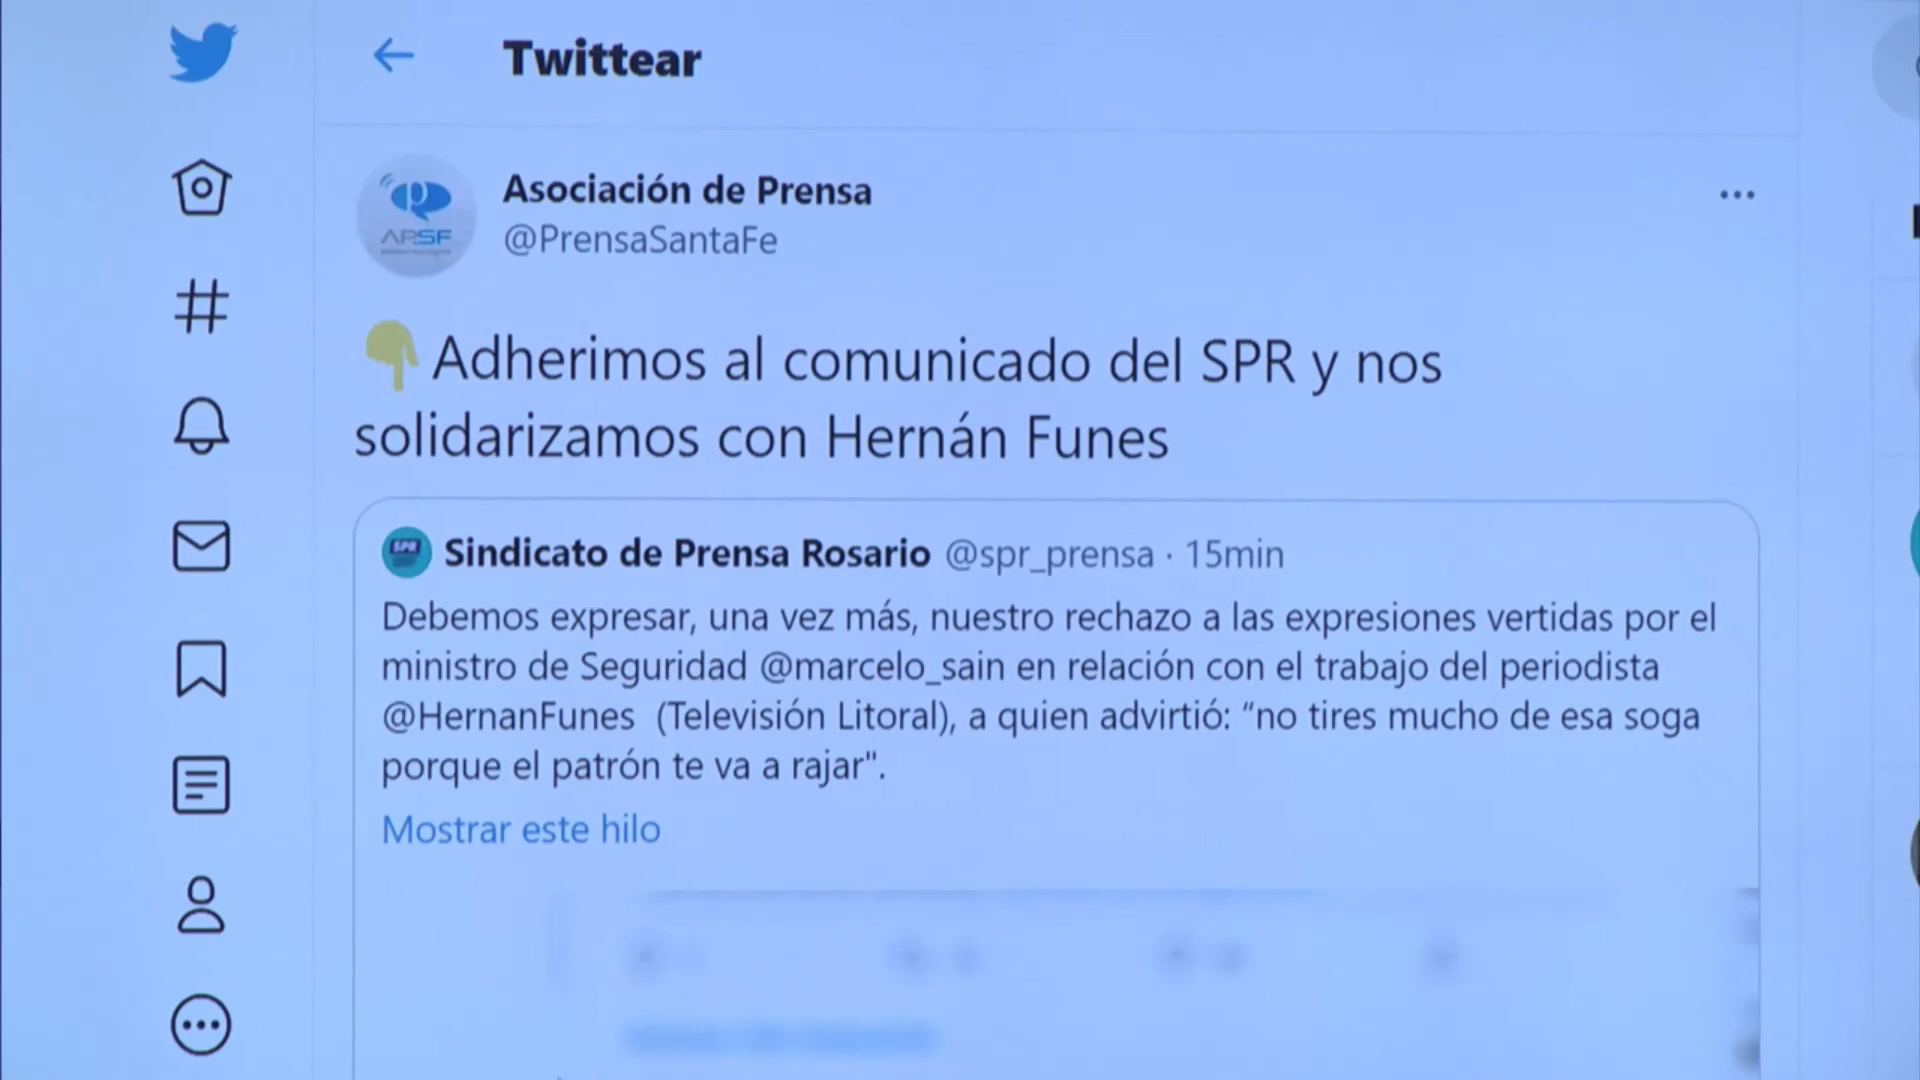 Twittear
Asociación de Prensa
@PrensaSantaFe
APSF
👇Adherimos al comunicado del SPR y nos
solidarizamos con Hernán Funes
SPR
Sindicato de Prensa Rosario @spr_prensa · 15min
Debemos expresar, una vez más, nuestro rechazo a las expresiones vertidas por el
ministro de Seguridad @marcelo_sain en relación con el trabajo del periodista
@HernanFunes (Televisión Litoral), a quien advirtió: “no tires mucho de esa soga
porque el patrón te va a rajar".
Mostrar este hilo